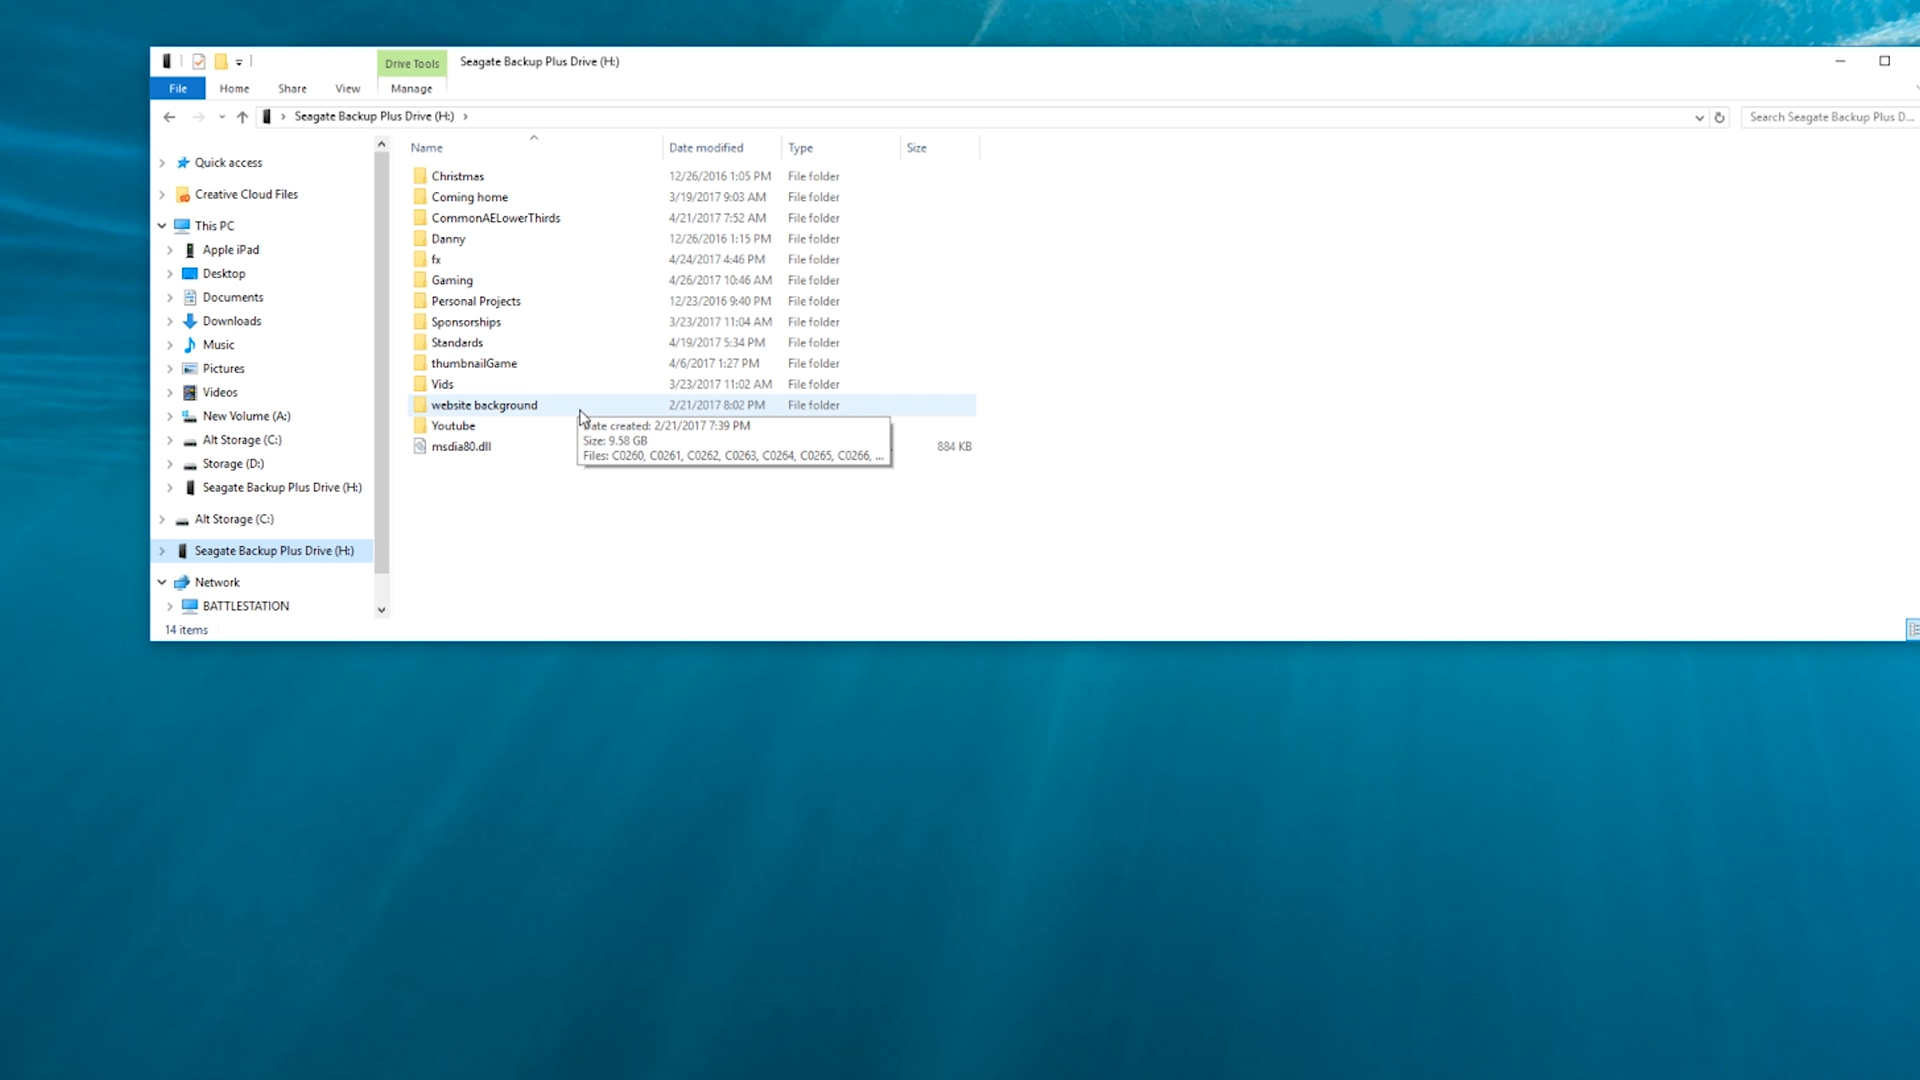 Drive Tools Seagate Backup Plus Drive (H:)
File Home Share View Manage
Seagate Backup Plus Drive (H:)
Search Seagate Backup Plus D...
Quick access
Creative Cloud Files
This PC
Apple iPad
Desktop
Documents
Downloads
Music
Pictures
Videos
New Volume (A:)
Alt Storage (C:)
Storage (D:)
Seagate Backup Plus Drive (H:)
Alt Storage (C:)
Seagate Backup Plus Drive (H:)
Network
BATTLESTATION
14 items
Name Date modified Type Size
Christmas 12/26/2016 1:05 PM File folder
Coming home 3/19/2017 9:03 AM File folder
CommonAELowerThirds 4/21/2017 7:52 AM File folder
Danny 12/26/2016 1:15 PM File folder
fx 4/24/2017 4:46 PM File folder
Gaming 4/26/2017 10:46 AM File folder
Personal Projects 12/23/2016 9:40 PM File folder
Sponsorships 3/23/2017 11:04 AM File folder
Standards 4/19/2017 5:34 PM File folder
thumbnailGame 4/6/2017 1:27 PM File folder
Vids 3/23/2017 11:02 AM File folder
website background 2/21/2017 8:02 PM File folder
Youtube
msdia80.dll 884 KB
Date created: 2/21/2017 7:39 PM
Size: 9.58 GB
Files: C0260, C0261, C0262, C0263, C0264, C0265, C0266, ...